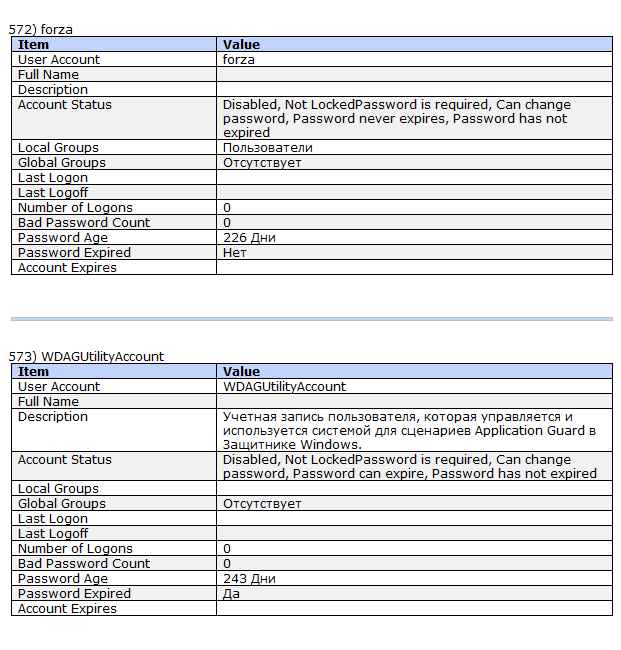 572) forza
Item Value
User Account forza
Full Name
Description
Account Status Disabled, Not LockedPassword is required, Can change
password, Password never expires, Password has not
expired
Local Groups Пользователи
Global Groups Отсутствует
Last Logon
Last Logoff
Number of Logons 0
Bad Password Count 0
Password Age 226 Дни
Password Expired Нет
Account Expires
573) WDAGUtilityAccount
Item Value
User Account WDAGUtilityAccount
Full Name
Description Учетная запись пользователя, которая управляется и
используется системой для сценариев Application Guard в
Защитнике Windows.
Account Status Disabled, Not LockedPassword is required, Can change
password, Password can expire, Password has not expired
Local Groups
Global Groups Отсутствует
Last Logon
Last Logoff
Number of Logons 0
Bad Password Count 0
Password Age 243 Дни
Password Expired Да
Account Expires